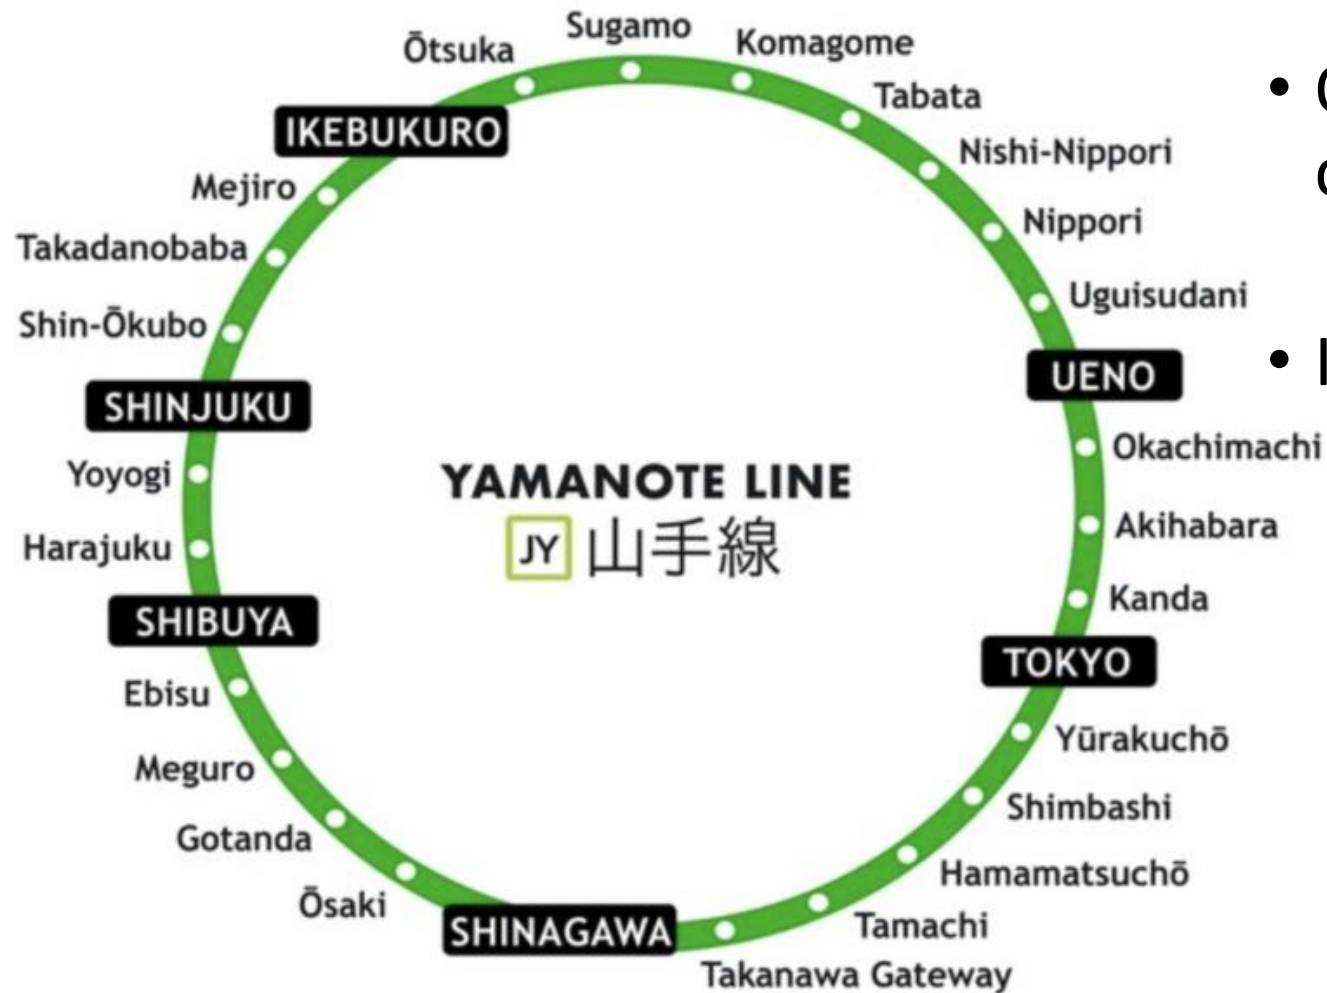 Sugamo
Ōtsuka
Komagome
Tabata
IKEBUKURO
Nishi-Nippori
Mejiro
Nippori
Takadanobaba
Uguisudani
Shin-Ōkubo
UENO
SHINJUKU
Okachimachi
Yoyogi
YAMANOTE LINE
JY 山手線
Akihabara
Harajuku
Kanda
SHIBUYA
TOKYO
Ebisu
Yūrakuchō
Meguro
Shimbashi
Gotanda
Hamamatsuchō
Ōsaki
SHINAGAWA
Tamachi
Takanawa Gateway